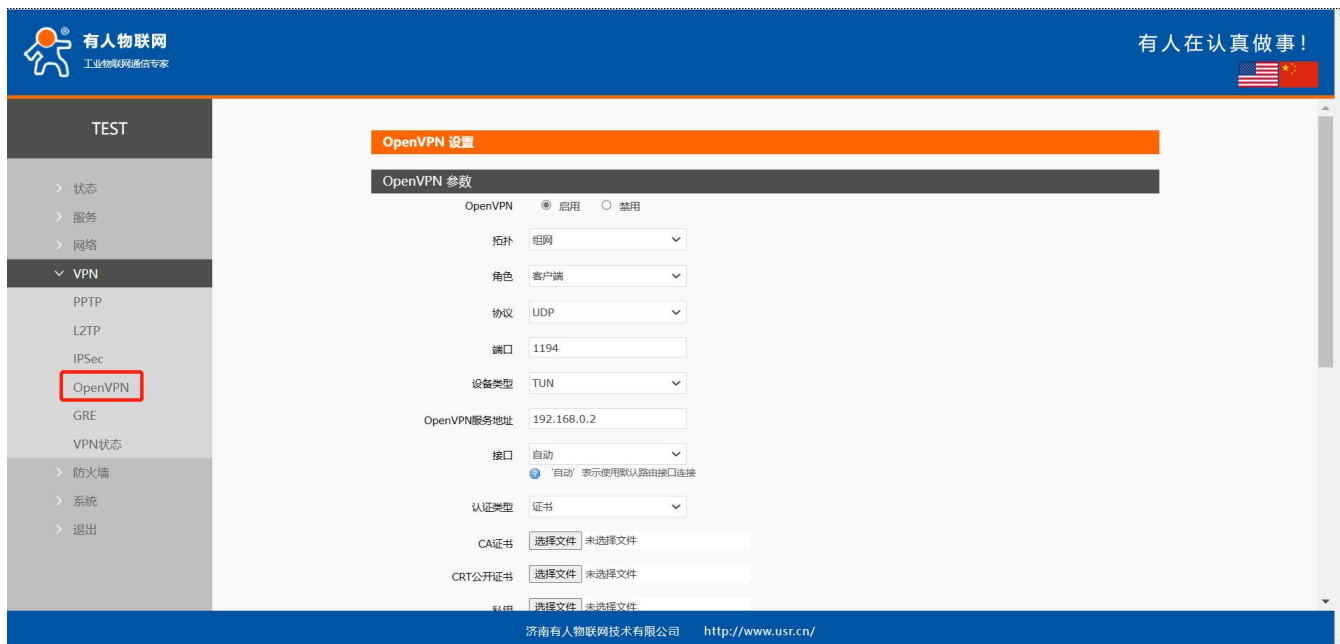 有人物联网
工业物联网通信专家
有人在认真做事！
TEST
状态
服务
网络
VPN
PPTP
L2TP
IPSec
OpenVPN
GRE
VPN状态
防火墙
系统
退出
OpenVPN 设置
OpenVPN 参数
OpenVPN 启用 禁用
拓扑 组网
角色 客户端
协议 UDP
端口 1194
设备类型 TUN
OpenVPN服务地址 192.168.0.2
接口 自动
‘自动’ 表示使用默认路由接口连接
认证类型 证书
CA证书 选择文件 未选择文件
CRT公开证书 选择文件 未选择文件
私钥 选择文件 未选择文件
济南有人物联网技术有限公司 http://www.usr.cn/